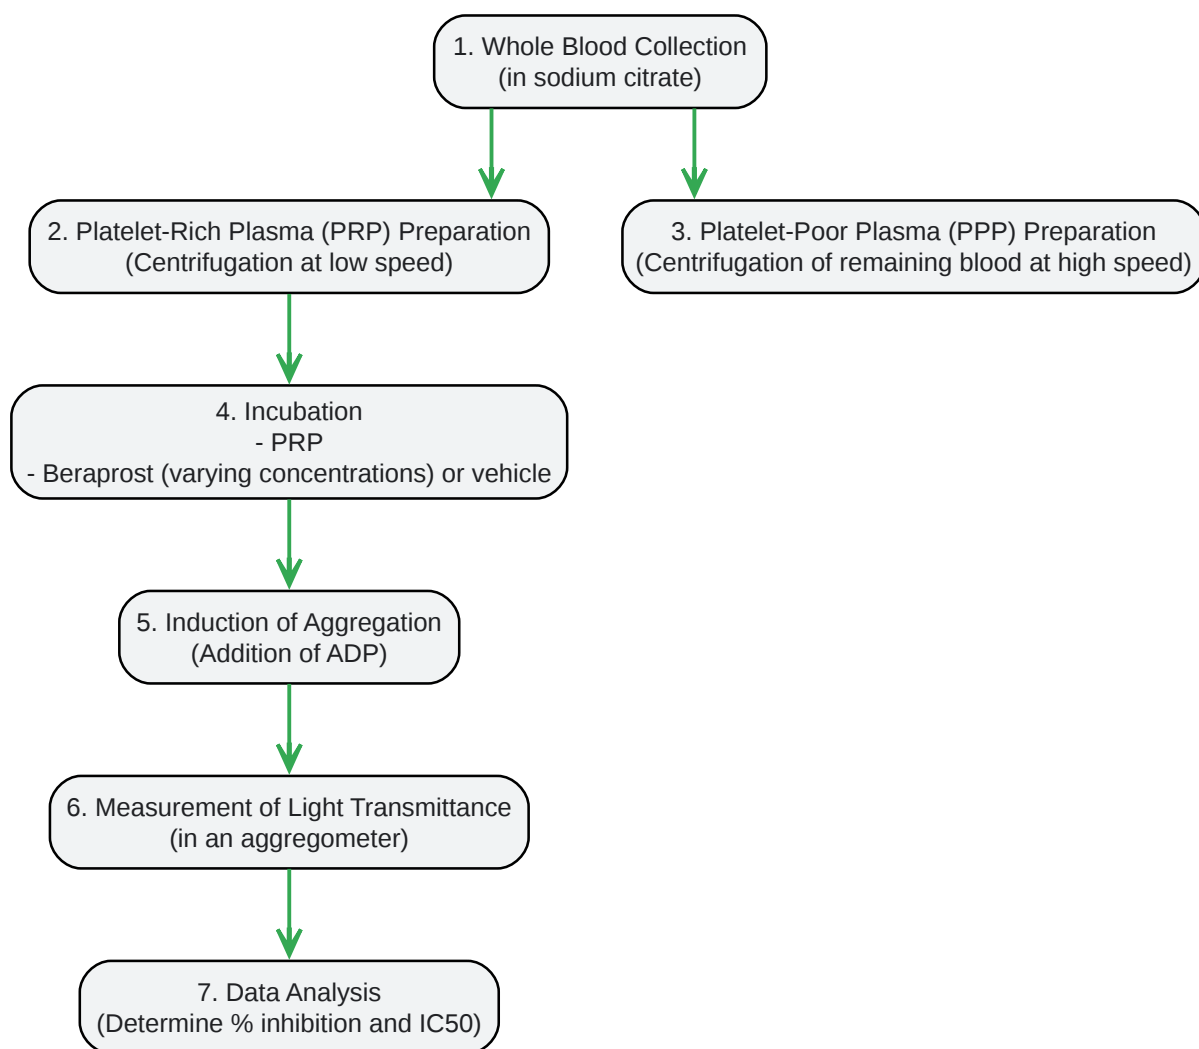 1. Whole Blood Collection
(in sodium citrate)
2. Platelet-Rich Plasma (PRP) Preparation
(Centrifugation at low speed)
3. Platelet-Poor Plasma (PPP) Preparation
(Centrifugation of remaining blood at high speed)
4. Incubation
- PRP
- Beraprost (varying concentrations) or vehicle
5. Induction of Aggregation
(Addition of ADP)
6. Measurement of Light Transmittance
(in an aggregometer)
7. Data Analysis
(Determine % inhibition and IC50)